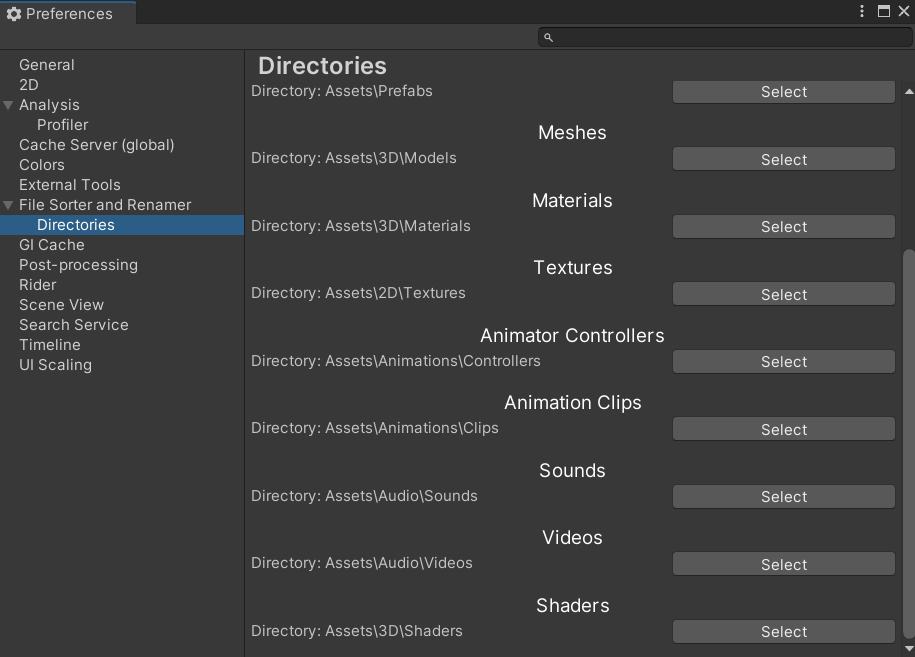 Preferences
General
2D
Analysis
Profiler
Cache Server (global)
Colors
External Tools
File Sorter and Renamer
Directories
GI Cache
Post-processing
Rider
Scene View
Search Service
Timeline
UI Scaling
Directories
Directory: Assets\Prefabs Select
Meshes
Directory: Assets\3D\Models Select
Materials
Directory: Assets\3D\Materials Select
Textures
Directory: Assets\2D\Textures Select
Animator Controllers
Directory: Assets\Animations\Controllers Select
Animation Clips
Directory: Assets\Animations\Clips Select
Sounds
Directory: Assets\Audio\Sounds Select
Videos
Directory: Assets\Audio\Videos Select
Shaders
Directory: Assets\3D\Shaders Select